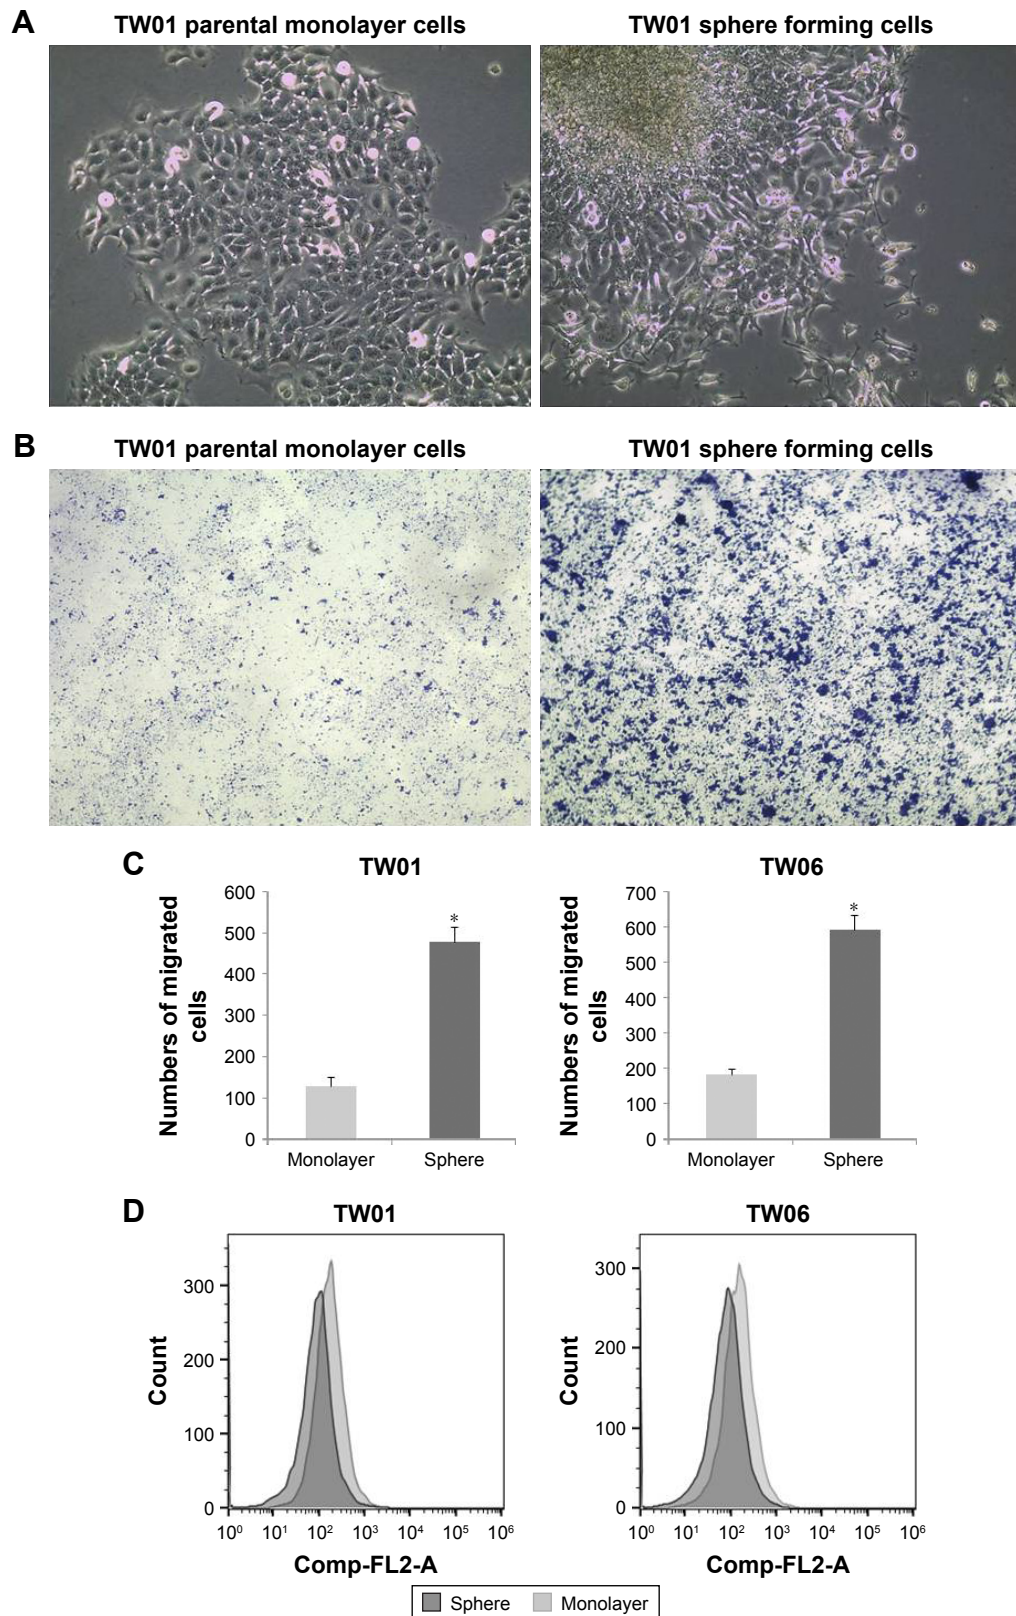 A
TW01 parental monolayer cells
TW01 sphere forming cells
B
TW01 parental monolayer cells
TW01 sphere forming cells
C
TW01
Numbers of migrated
cells
600
500
400
300
200
100
0
*
Monolayer
Sphere
TW06
Numbers of migrated
cells
700
600
500
400
300
200
100
0
*
Monolayer
Sphere
D
TW01
Count
300
200
100
0
10⁰ 10¹ 10² 10³ 10⁴ 10⁵ 10⁶
Comp-FL2-A
TW06
Count
300
200
100
0
10⁰ 10¹ 10² 10³ 10⁴ 10⁵ 10⁶
Comp-FL2-A
Sphere
Monolayer